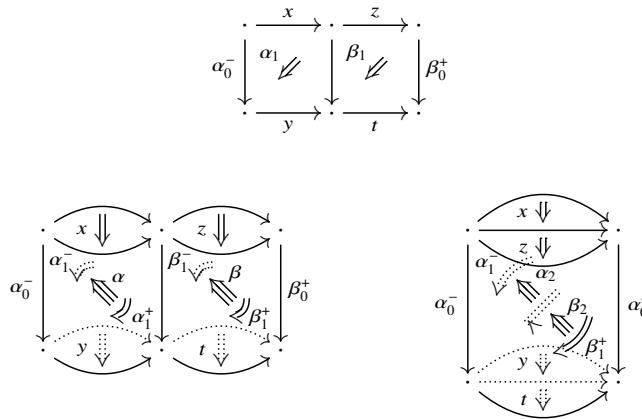 x z
α₀⁻ α₁ β₁ β₀⁺
y t
x z
α₁⁻ α β₁⁻ β
α₀⁻ β₀⁺
α₁⁺ β₁⁺
y t
x
z
α₁⁻ α₂
α₀⁻
β₂
β₁⁺
y
t